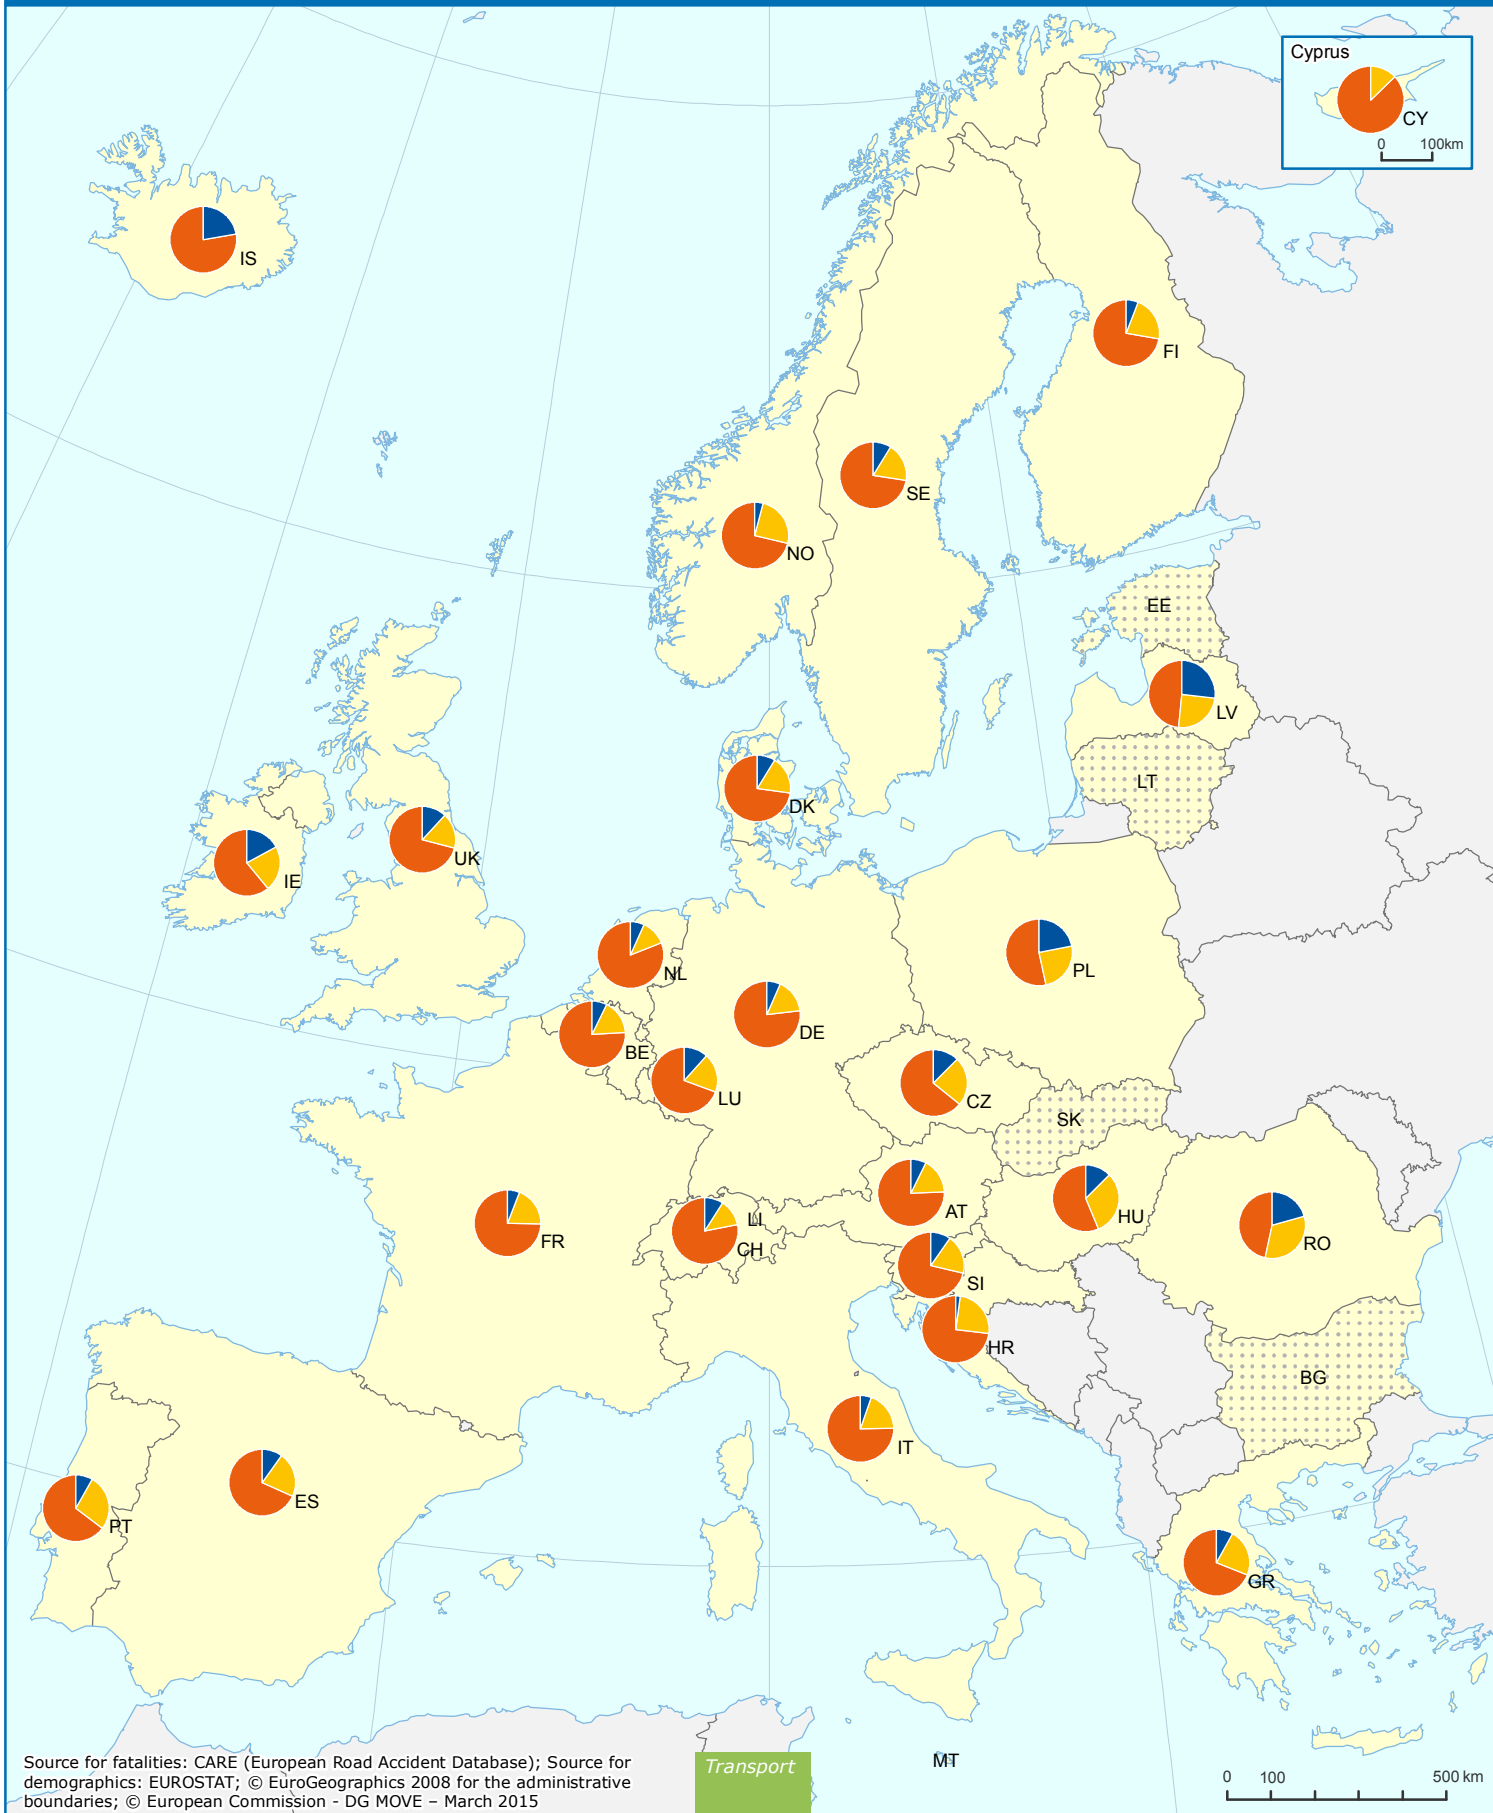 Cyprus
CY
0 100km
IS
FI
SE
NO
EE
LV
LT
DK
UK
IE
NL
PL
DE
BE
LU
CZ
SK
AT
HU
LI
CH
FR
RO
SI
HR
BG
IT
ES
PT
GR
MT
Source for fatalities: CARE (European Road Accident Database); Source for
demographics: EUROSTAT; © EuroGeographics 2008 for the administrative
boundaries; © European Commission - DG MOVE – March 2015
Transport
0 100 500 km